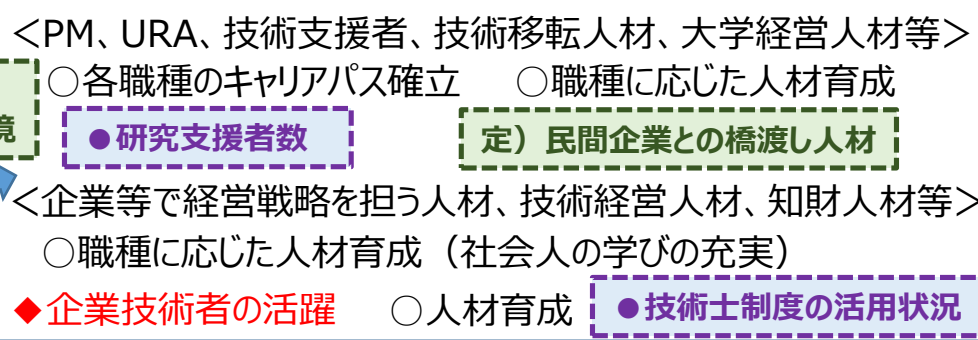 ＜PM、URA、技術支援者、技術移転人材、大学経営人材等＞
○各職種のキャリアパス確立　○職種に応じた人材育成
境
●研究支援者数　定）民間企業との橋渡し人材
＜企業等で経営戦略を担う人材、技術経営人材、知財人材等＞
○職種に応じた人材育成（社会人の学びの充実）
◆企業技術者の活躍　○人材育成　●技術士制度の活用状況